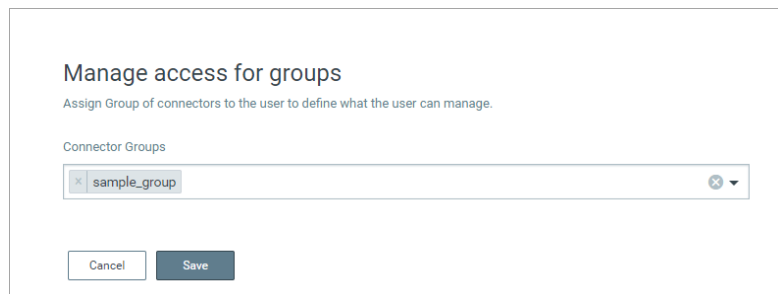 Manage access for groups
Assign Group of connectors to the user to define what the user can manage.
Connector Groups
× sample_group
Cancel Save